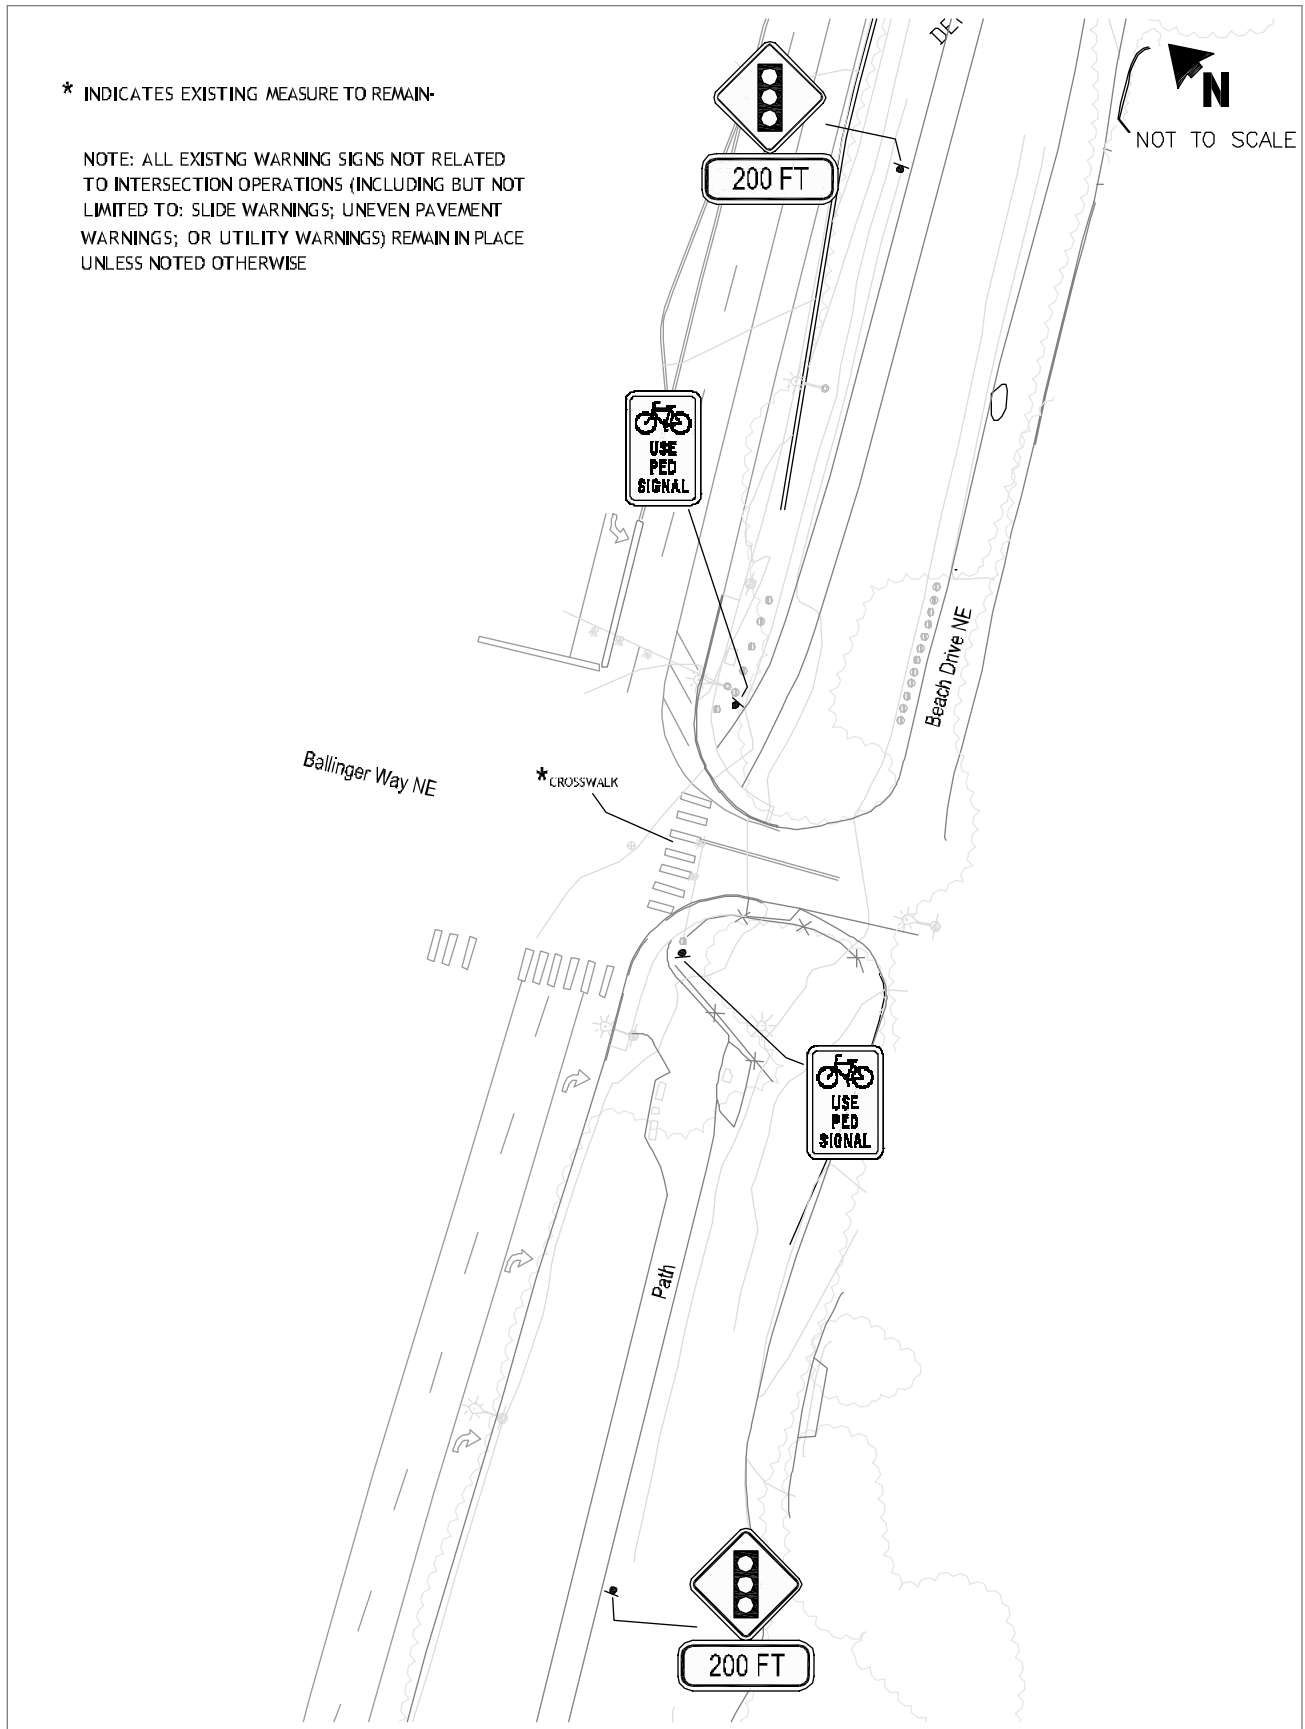 * INDICATES EXISTING MEASURE TO REMAIN-
NOTE: ALL EXISTNG WARNING SIGNS NOT RELATED
TO INTERSECTION OPERATIONS (INCLUDING BUT NOT
LIMITED TO: SLIDE WARNINGS; UNEVEN PAVEMENT
WARNINGS; OR UTILITY WARNINGS) REMAIN IN PLACE
UNLESS NOTED OTHERWISE
N
NOT TO SCALE
200 FT
USE
PED
SIGNAL
Beach Drive NE
Ballinger Way NE
* CROSSWALK
USE
PED
SIGNAL
Path
200 FT